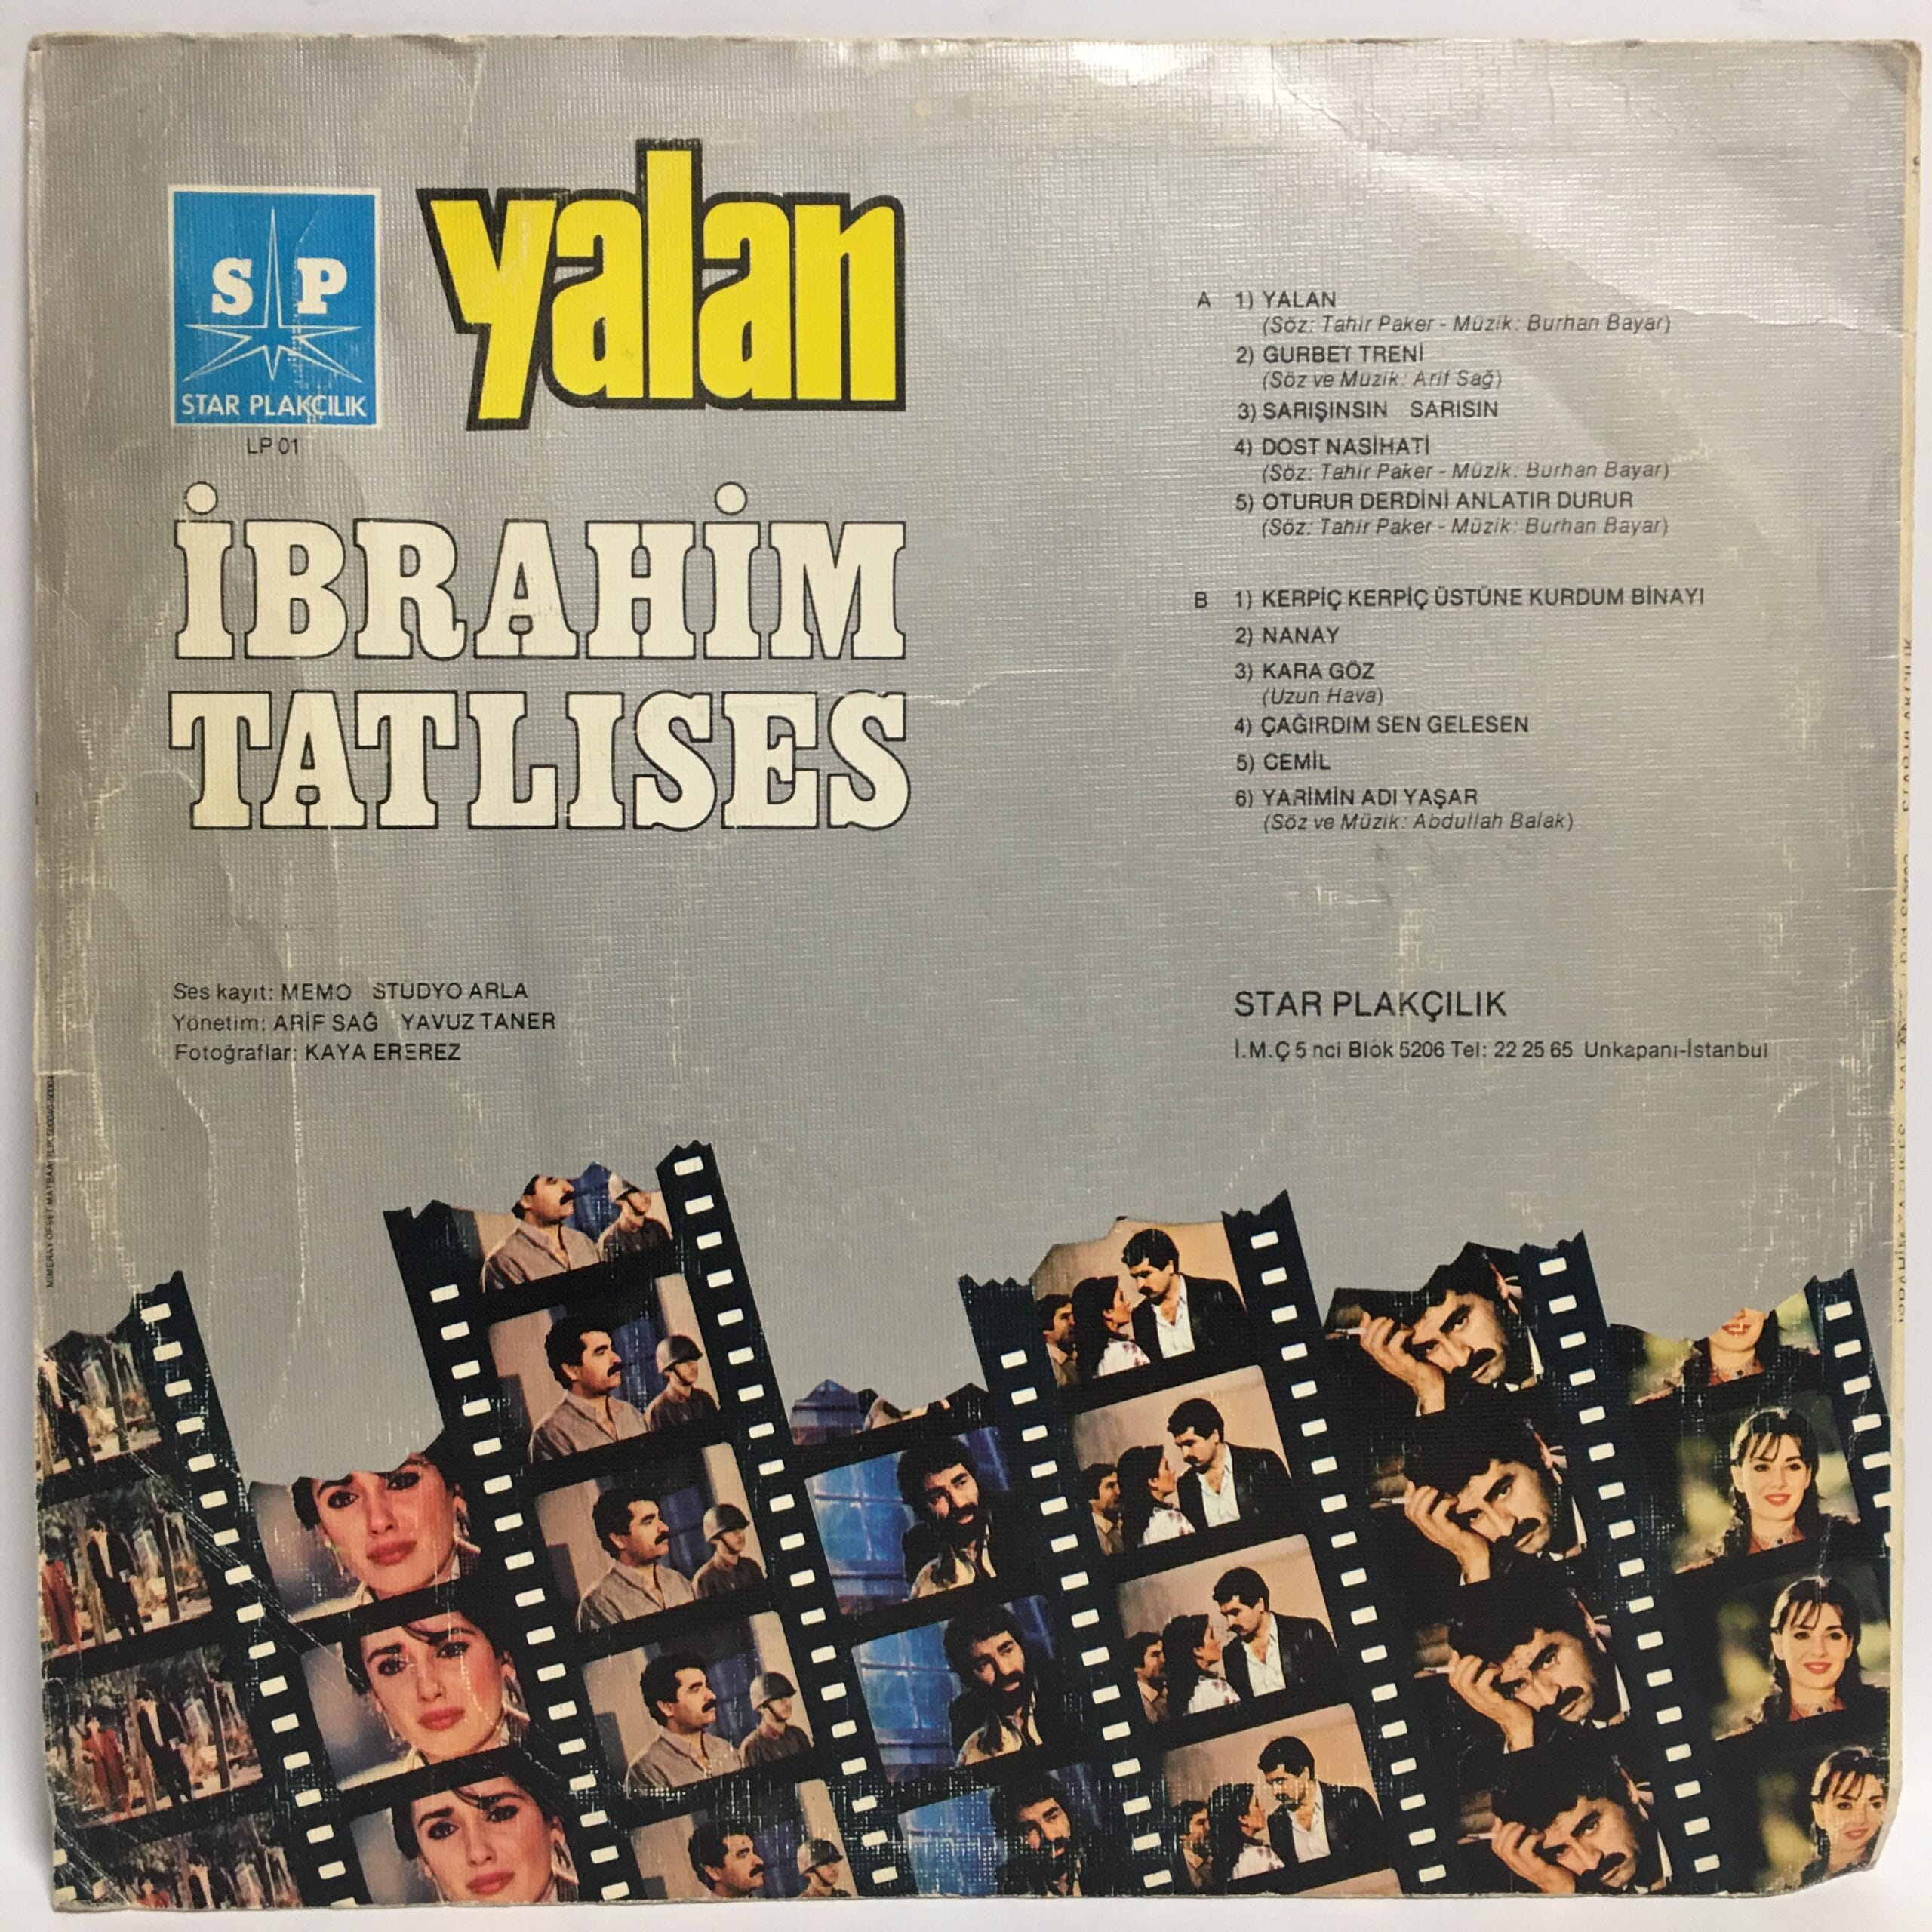 S P
STAR PLAKÇILIK
LP 01
yalan
İBRAHİM
TATLISES
A 1) YALAN
(Söz: Tahir Paker - Müzik: Burhan Bayar)
2) GURBET TRENİ
(Söz ve Müzik: Arif Sağ)
3) SARIŞINSIN SARISIN
4) DOST NASİHATİ
(Söz: Tahir Paker - Müzik: Burhan Bayar)
5) OTURUR DERDİNİ ANLATIR DURUR
(Söz: Tahir Paker - Müzik: Burhan Bayar)
B 1) KERPİÇ KERPİÇ ÜSTÜNE KURDUM BİNAYI
2) NANAY
3) KARA GÖZ
(Uzun Hava)
4) ÇAĞIRDIM SEN GELESEN
5) CEMİL
6) YARİMİN ADI YAŞAR
(Söz ve Müzik: Abdullah Balak)
Ses kayıt: MEMO STUDYO ARLA
Yönetim: ARİF SAĞ YAVUZ TANER
Fotoğraflar: KAYA EREREZ
STAR PLAKÇILIK
İ.M.Ç 5 nci Blok 5206 Tel: 22 25 65 Unkapanı-İstanbul